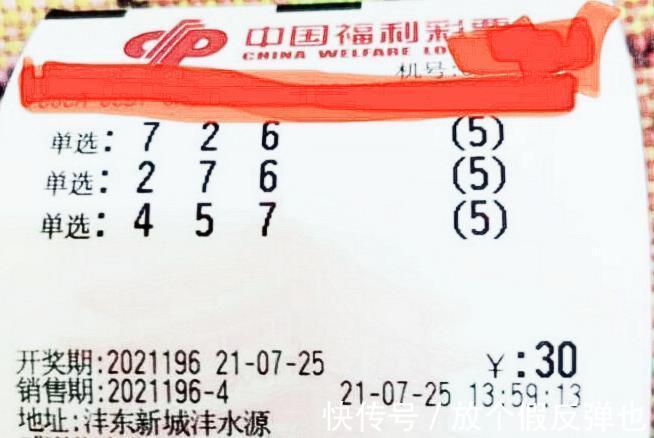 中国福利彩票
CHINA WELFARE LO
机号:
单选: 7 2 6 (5)
单选: 2 7 6 (5)
单选: 4 5 7 (5)
开奖期:2021196 21-07-25 ￥:30
销售期:2021196-4 21-07-25 13:59:13
地址:沣东新城沣水源
快传号/放个假反弹也